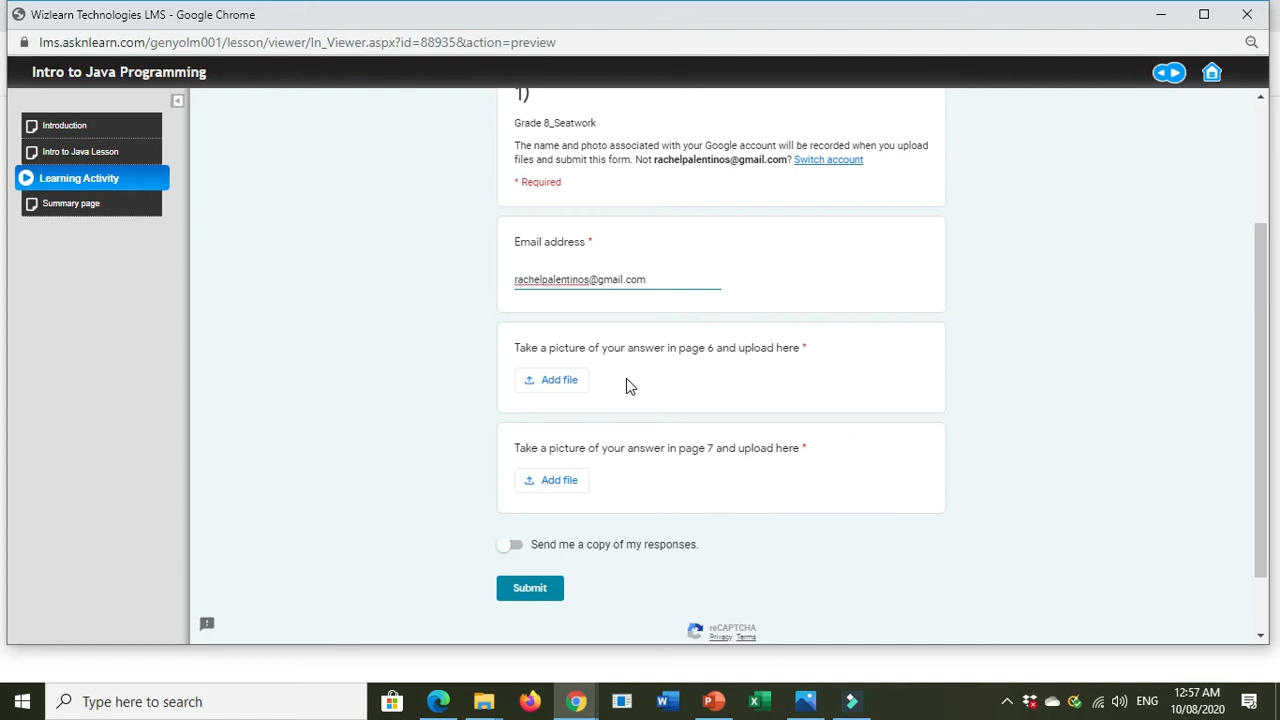 Wizlearn Technologies LMS - Google Chrome
lms.asknlearn.com/genyolm001/lesson/viewer/ln_Viewer.aspx?id=88935&action=preview
Intro to Java Programming
Introduction
Intro to Java Lesson
Learning Activity
Summary page
1)
Grade 8_Seatwork
The name and photo associated with your Google account will be recorded when you upload
files and submit this form. Not rachelpalentinos@gmail.com? Switch account
* Required
Email address *
rachelpalentinos@gmail.com
Take a picture of your answer in page 6 and upload here *
Add file
Take a picture of your answer in page 7 and upload here *
Add file
Send me a copy of my responses.
Submit
reCAPTCHA
Privacy Terms
Type here to search
ENG
12:57 AM
10/08/2020